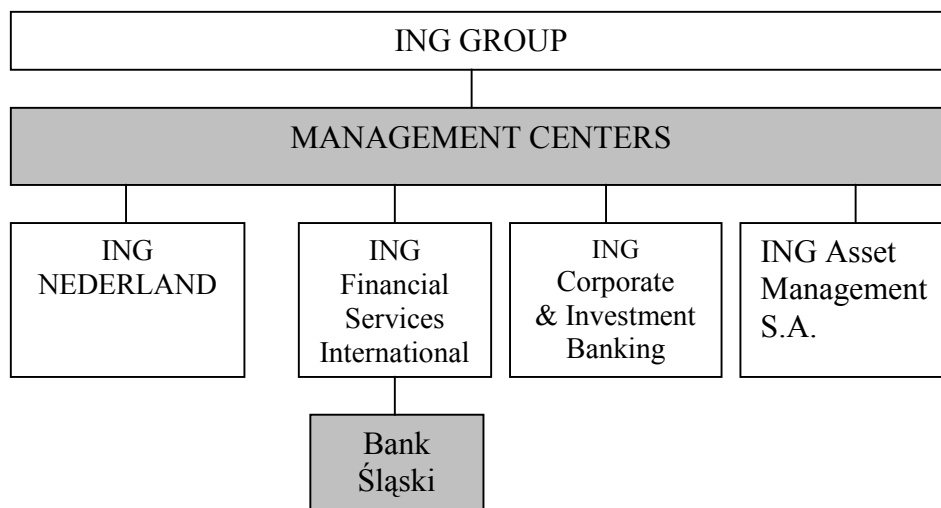 ING GROUP
MANAGEMENT CENTERS
ING
NEDERLAND
ING
Financial
Services
International
ING
Corporate
& Investment
Banking
ING Asset
Management
S.A.
Bank
Śląski